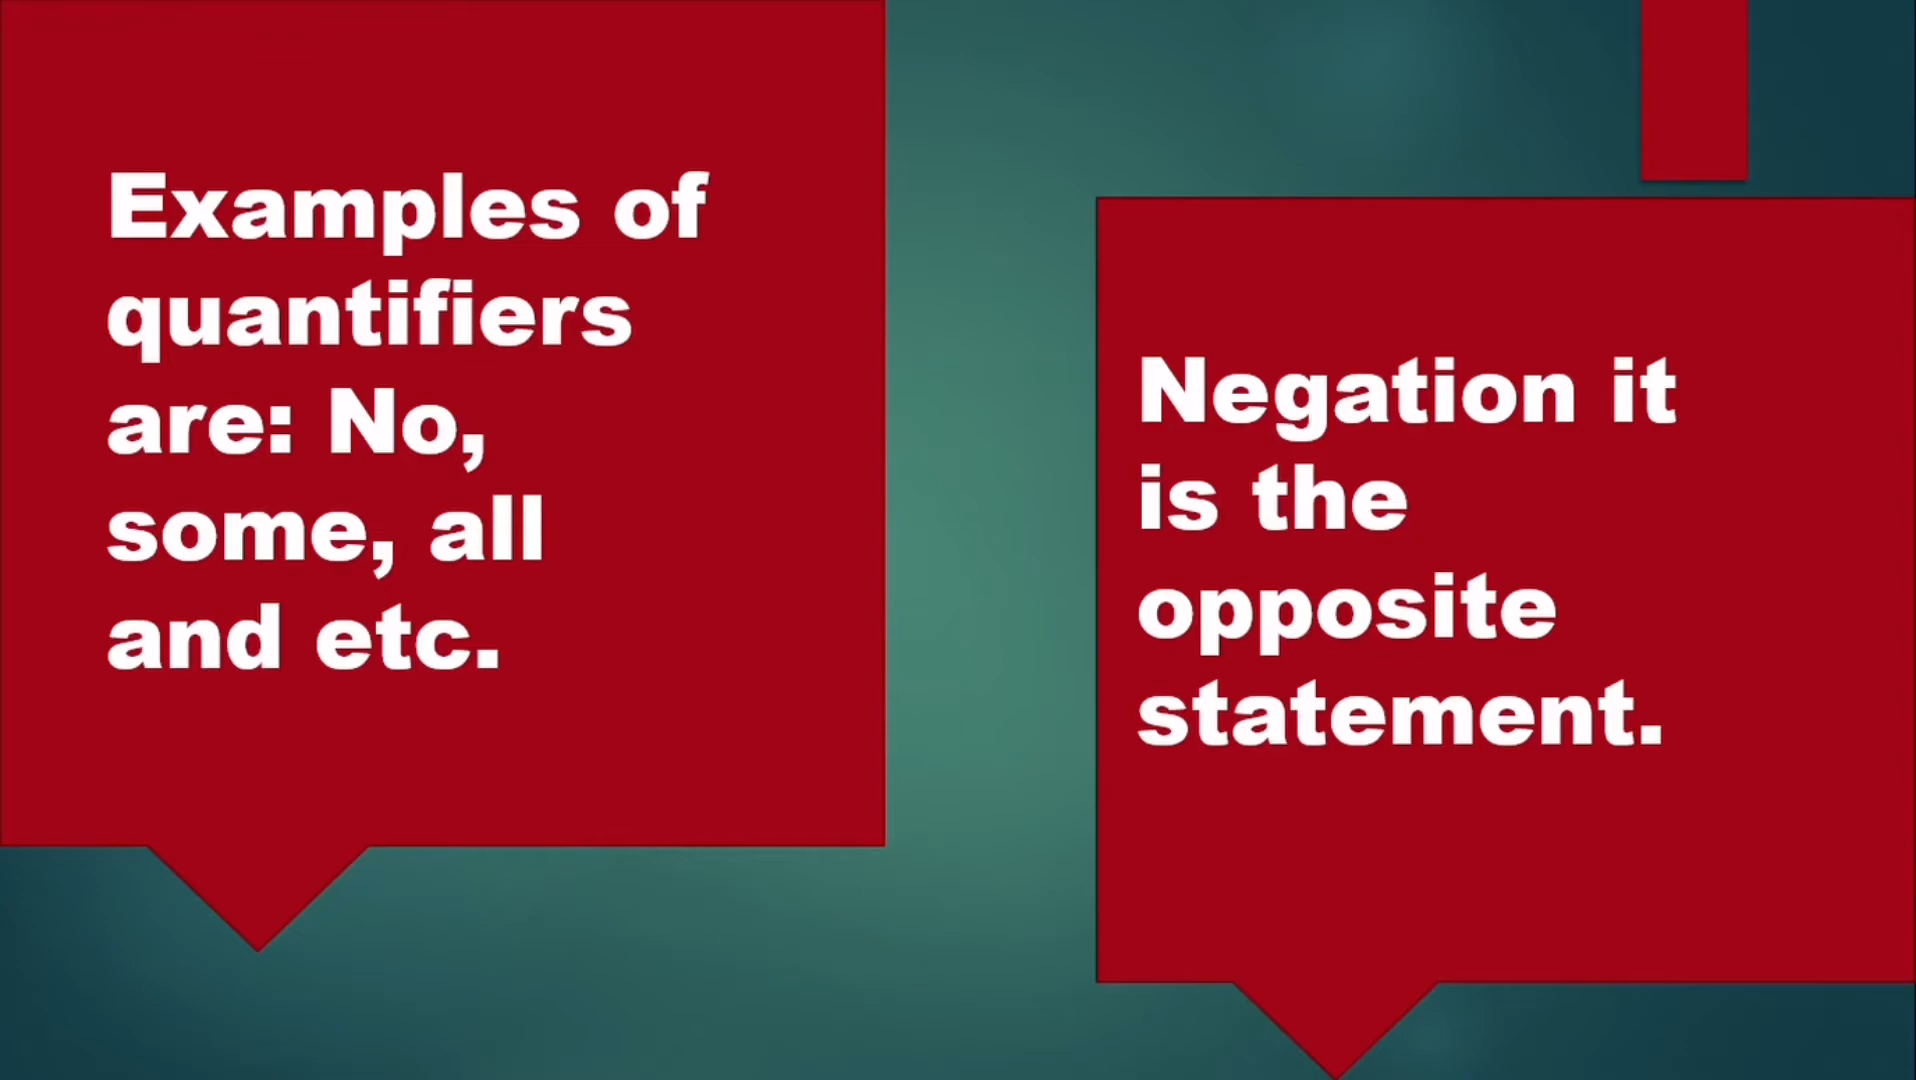 Examples of
quantifiers
are: No,
some, all
and etc.
Negation it
is the
opposite
statement.